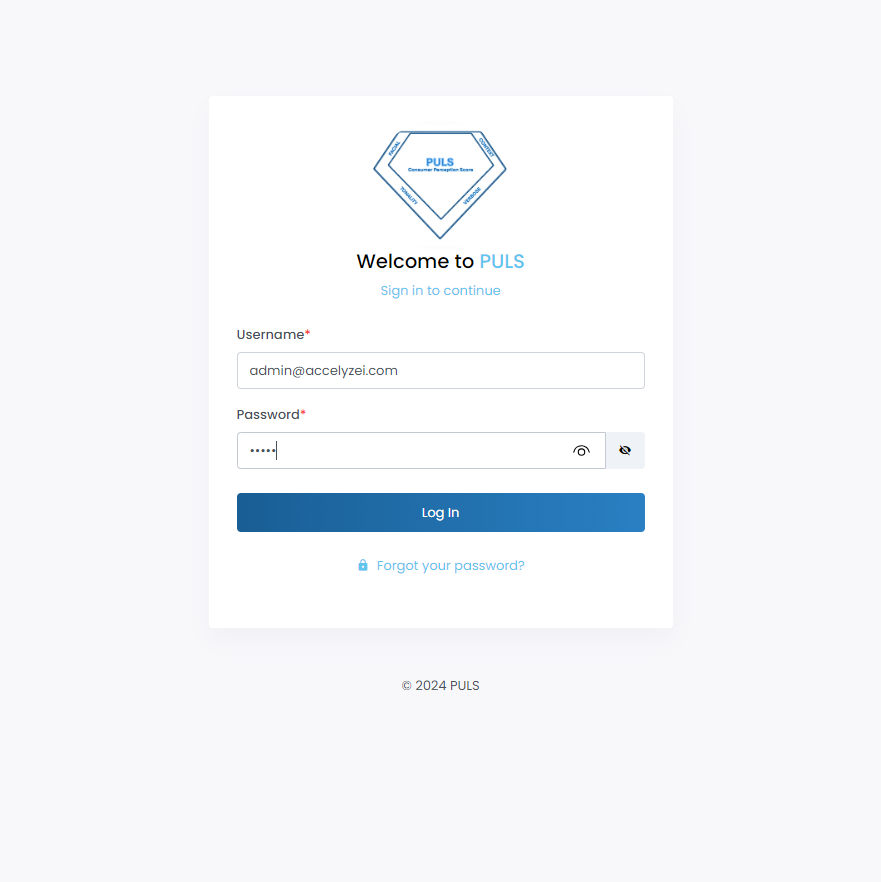 FACIAL
CONTEXT
PULS
Consumer Perception Score
TONALITY
VERBOSE
Welcome to PULS
Sign in to continue
Username*
admin@accelyzei.com
Password*
•••••
Log In
Forgot your password?
© 2024 PULS